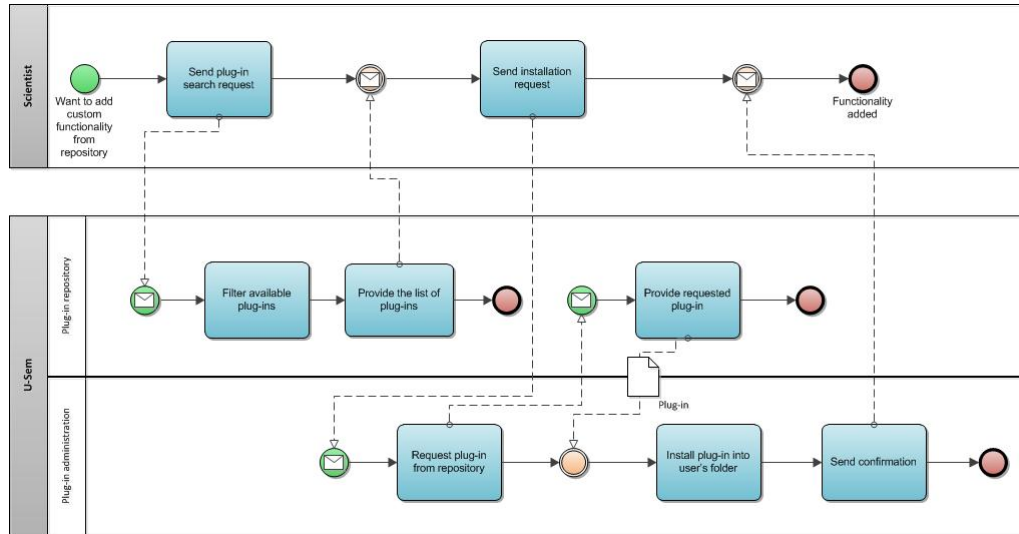 Scientist
Send plug-in
search request
Send installation
request
Want to add
custom
functionality
from
repository
Functionality
added
U-Sem
Plug-in repository
Filter available
plug-ins
Provide the list of
plug-ins
Provide requested
plug-in
Plug-in
Plug-in administration
Request plug-in
from repository
Install plug-in into
user's folder
Send confirmation